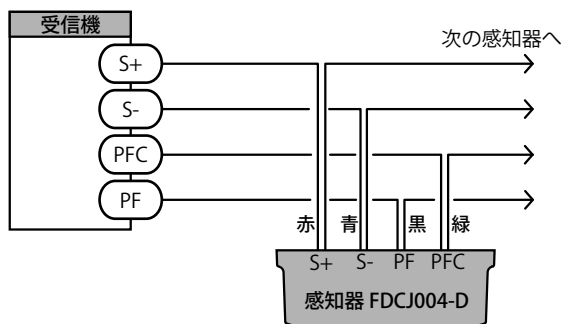 受信機
次の感知器へ
S+
S-
PFC
PF
赤 青 黒 緑
S+ S- PF PFC
感知器 FDCJ004-D